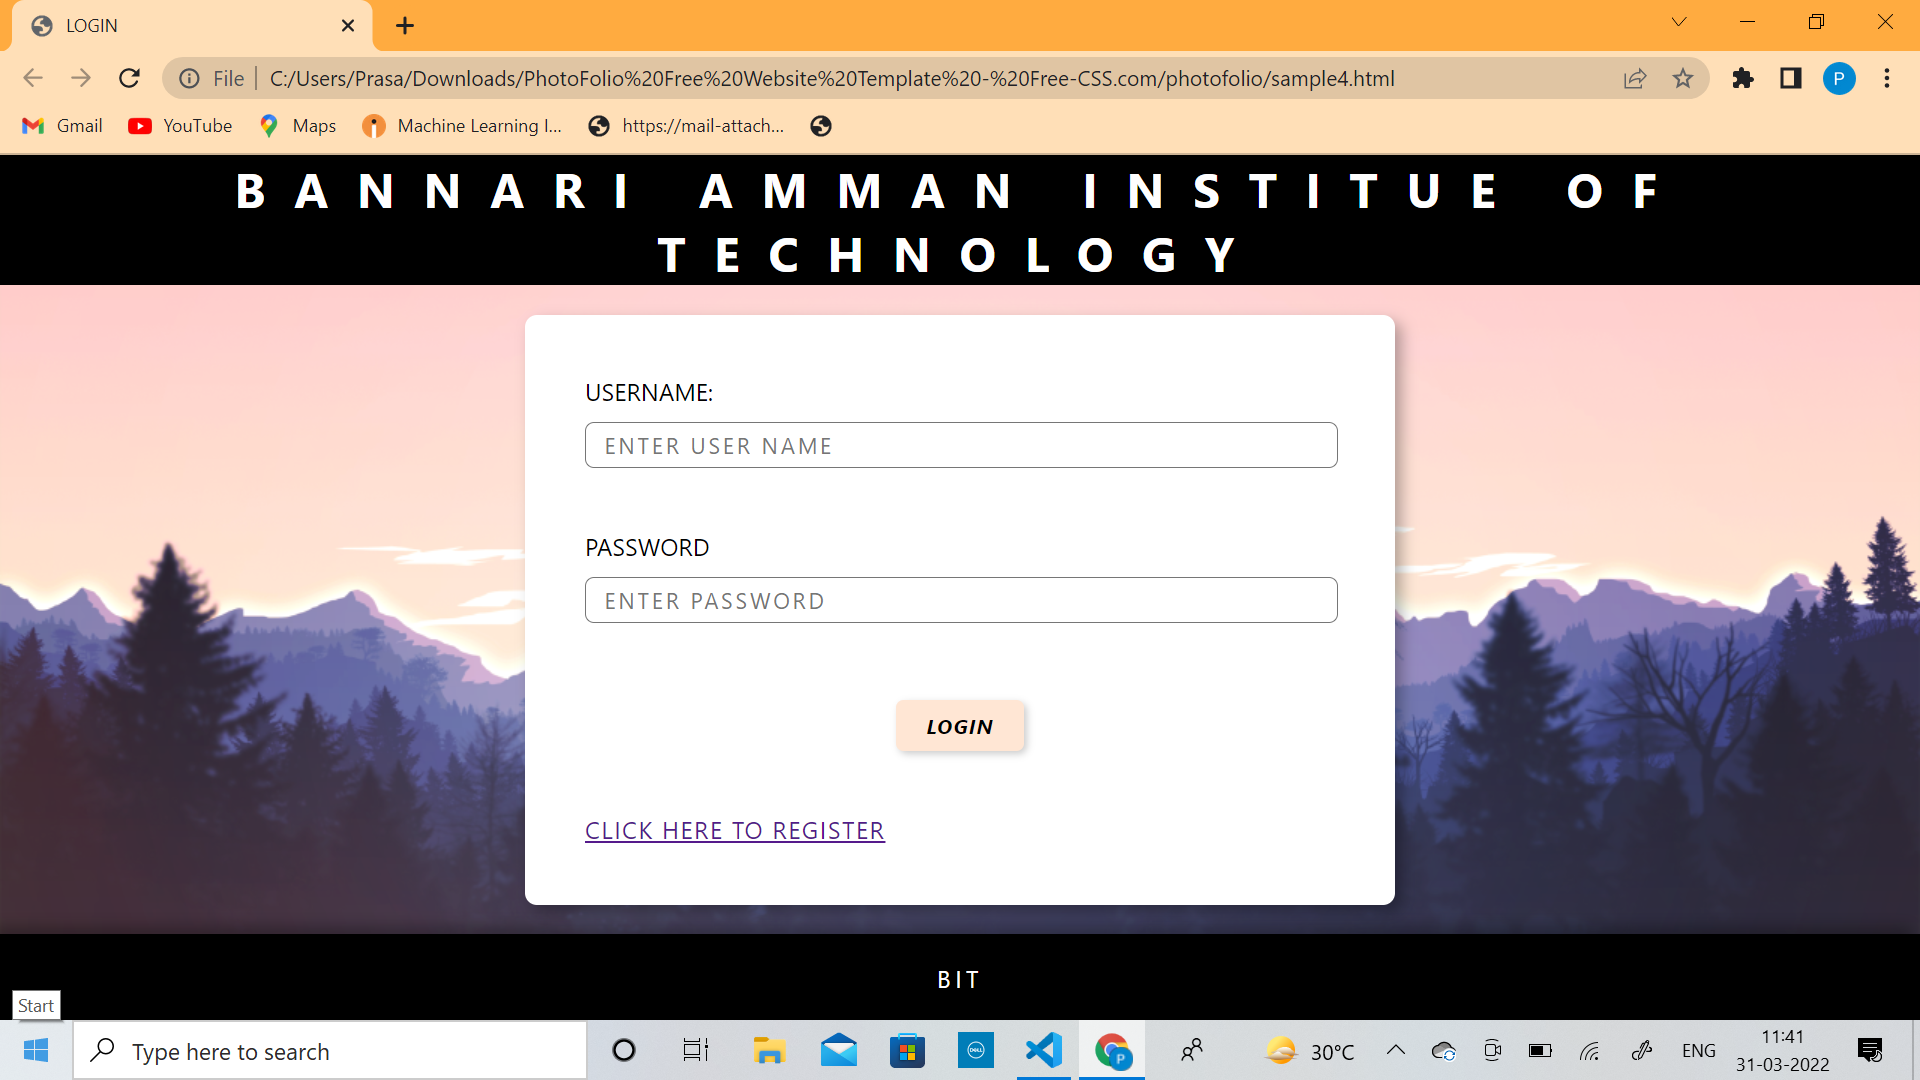 LOGIN
File C:/Users/Prasa/Downloads/PhotoFolio%20Free%20Website%20Template%20-%20Free-CSS.com/photofolio/sample4.html P
Gmail YouTube Maps Machine Learning I... https://mail-attach...
BANNARI AMMAN INSTITUE OF
TECHNOLOGY
USERNAME:
ENTER USER NAME
PASSWORD
ENTER PASSWORD
LOGIN
CLICK HERE TO REGISTER
BIT
Start
Type here to search DELL P 30°C ENG 11:41
31-03-2022